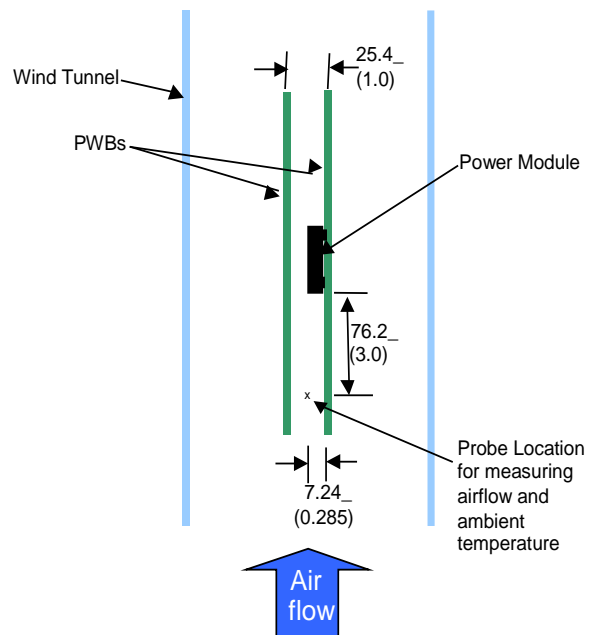 25.4_
(1.0)
Wind Tunnel
PWBs
Power Module
76.2_
(3.0)
x
Probe Location
for measuring
airflow and
ambient
temperature
7.24_
(0.285)
Air
flow